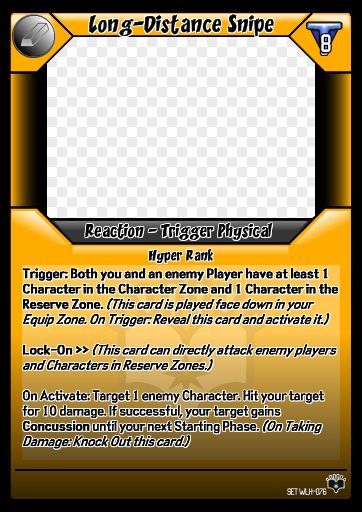 Long-Distance Snipe
8
Reaction - Trigger Physical
Hyper Rank
Trigger: Both you and an enemy Player have at least 1
Character in the Character Zone and 1 Character in the
Reserve Zone. (This card is played face down in your
Equip Zone. On Trigger: Reveal this card and activate it.)
Lock-On >> (This card can directly attack enemy players
and Characters in Reserve Zones.)
On Activate: Target 1 enemy Character. Hit your target
for 10 damage. If successful, your target gains
Concussion until your next Starting Phase. (On Taking
Damage: Knock Out this card.)
SET WLH-076